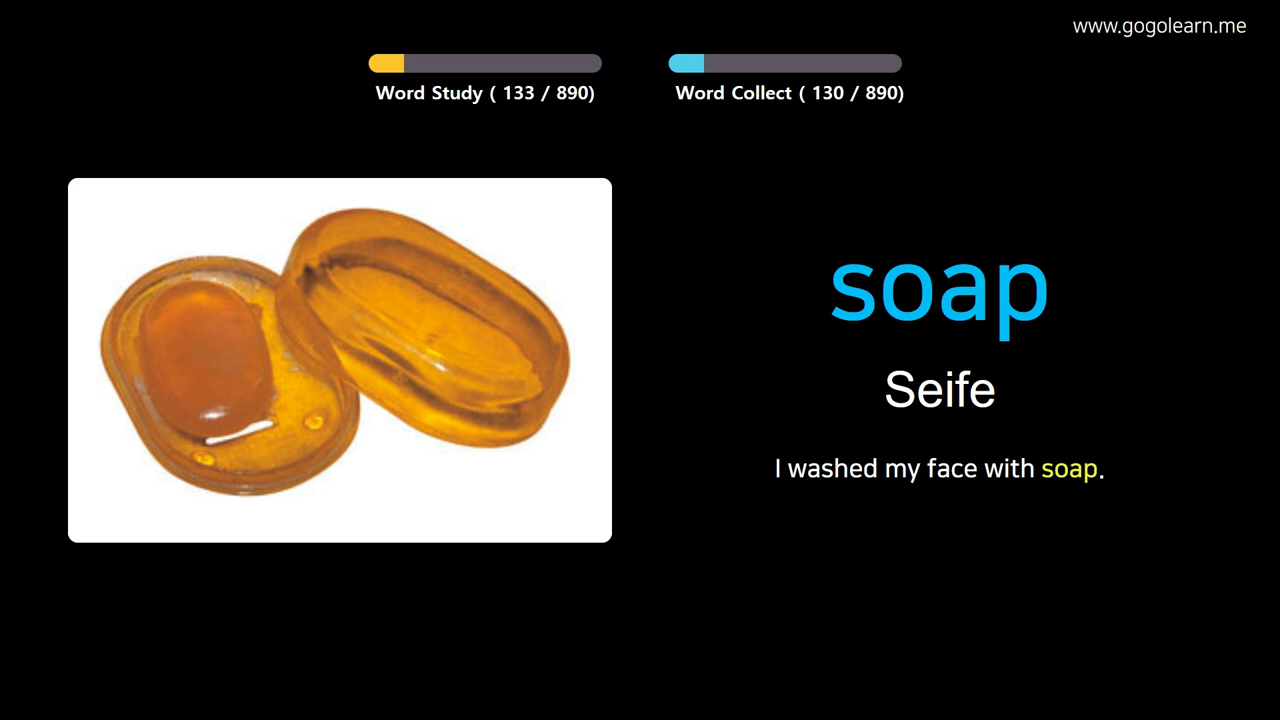 www.gogolearn.me
Word Study ( 133 / 890)
Word Collect ( 130 / 890)
soap
Seife
I washed my face with soap.